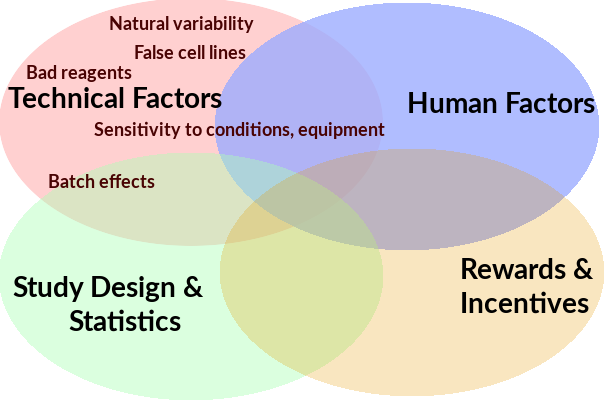 Natural variability
False cell lines
Bad reagents
Technical Factors
Human Factors
Sensitivity to conditions, equipment
Batch effects
Study Design &
Statistics
Rewards &
Incentives